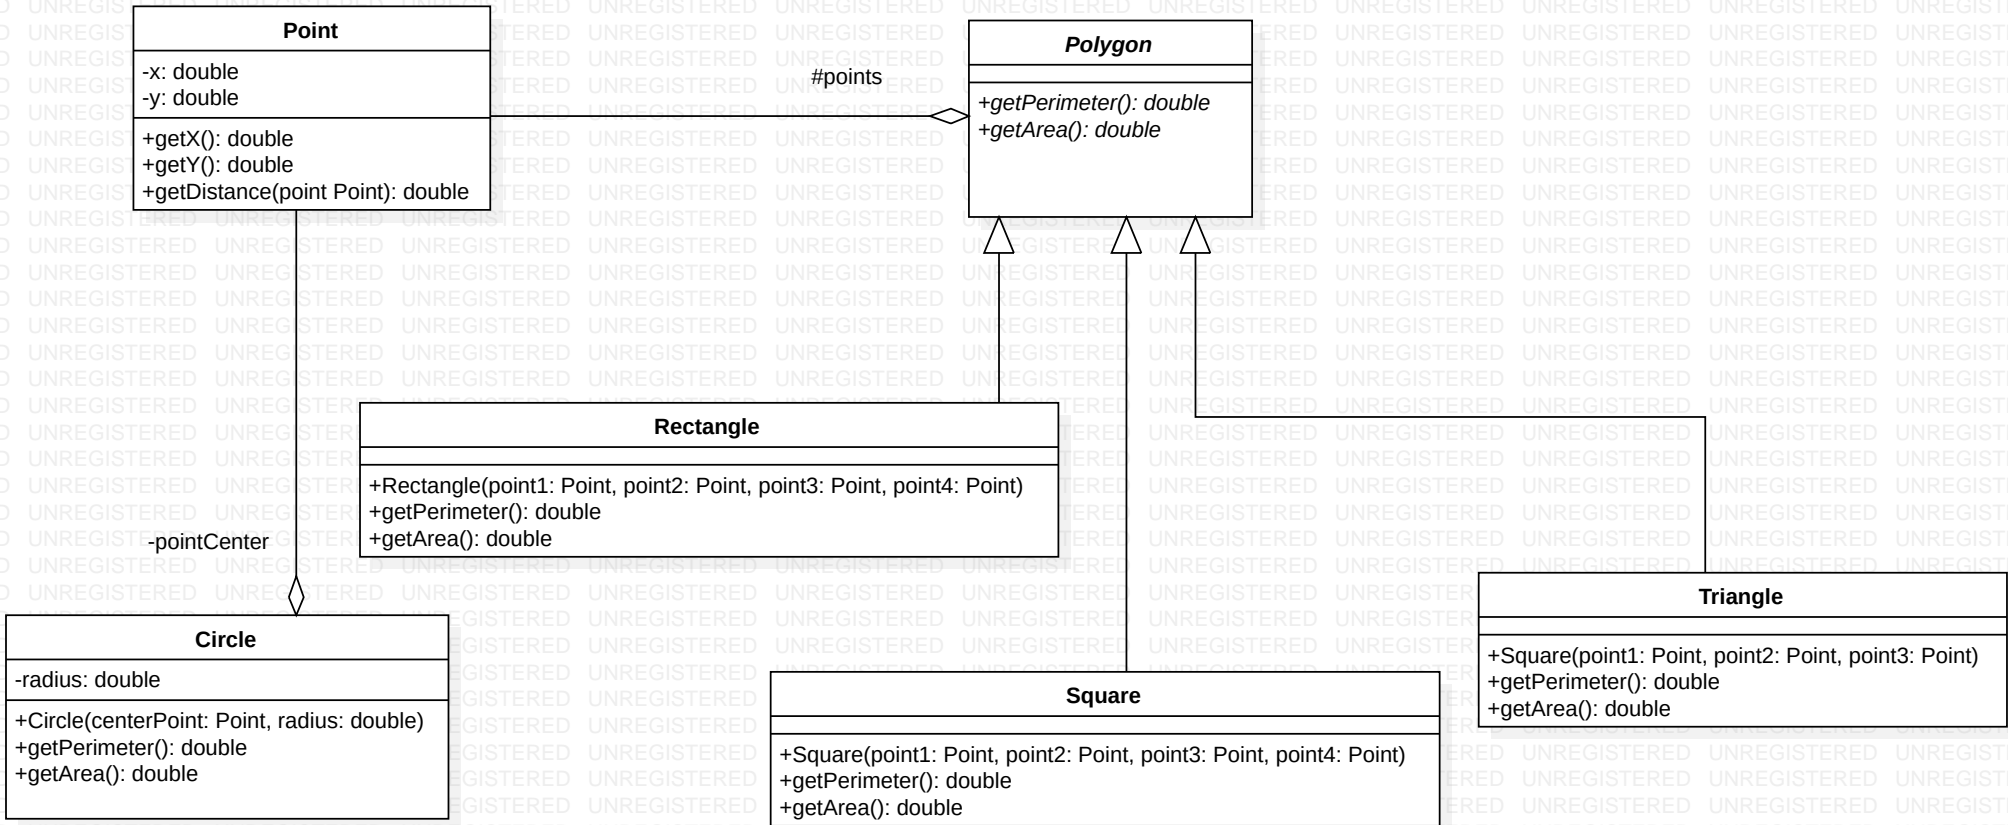 Point
-x: double
-y: double
+getX(): double
+getY(): double
+getDistance(point Point): double
#points
Polygon
+getPerimeter(): double
+getArea(): double
Rectangle
+Rectangle(point1: Point, point2: Point, point3: Point, point4: Point)
+getPerimeter(): double
+getArea(): double
-pointCenter
Circle
-radius: double
+Circle(centerPoint: Point, radius: double)
+getPerimeter(): double
+getArea(): double
Square
+Square(point1: Point, point2: Point, point3: Point, point4: Point)
+getPerimeter(): double
+getArea(): double
Triangle
+Square(point1: Point, point2: Point, point3: Point)
+getPerimeter(): double
+getArea(): double
UNREGISTERED